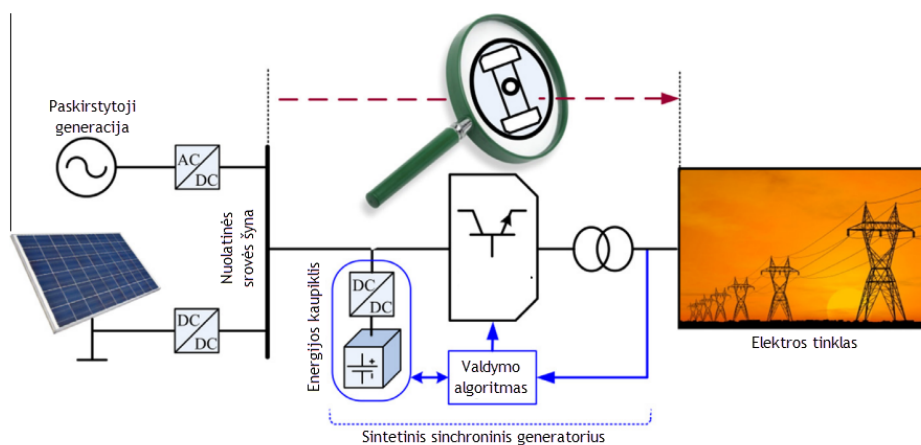 Paskirstytoji
generacija
AC
DC
Nuolatinės
srovės šyna
DC
DC
Energijos kaupiklis
DC
DC
Valdymo
algoritmas
Elektros tinklas
Sintetinis sinchroninis generatorius